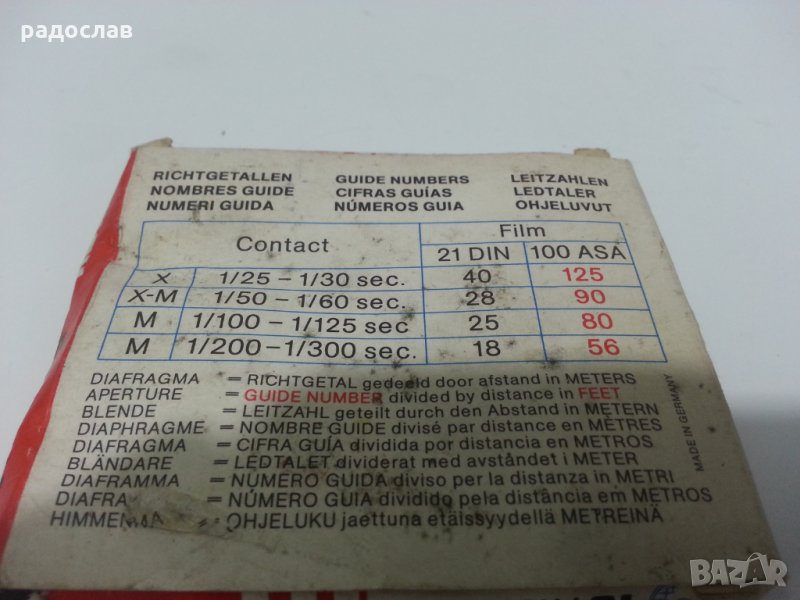 радослав
RICHTGETALLEN GUIDE NUMBERS LEITZAHLEN
NOMBRES GUIDE CIFRAS GUÍAS LEDTALER
NUMERI GUIDA NÚMEROS GUIA OHJELUVUT
Contact Film
21 DIN 100 ASA
X 1/25 – 1/30 sec. 40 125
X-M 1/50 – 1/60 sec. 28 90
M 1/100 – 1/125 sec 25 80
M 1/200 – 1/300 sec. 18 56
DIAFRAGMA = RICHTGETAL gedeeld door afstand in METERS
APERTURE = GUIDE NUMBER divided by distance in FEET
BLENDE = LEITZAHL geteilt durch den Abstand in METERN
DIAPHRAGME = NOMBRE GUIDE divisé par distance en MÈTRES
DIAFRAGMA = CIFRA GUÍA dividida por distancia en METROS
BLÄNDARE = LEDTALET dividerat med avståndet i METER
DIAFRAMMA = NUMERO GUIDA diviso per la distanza in METRI
DIAFRA = NÚMERO GUIA dividido pela distância em METROS
= OHJELUKU jaettuna etäissyydellä METREINÄ
MADE IN GERMANY
BAZAR